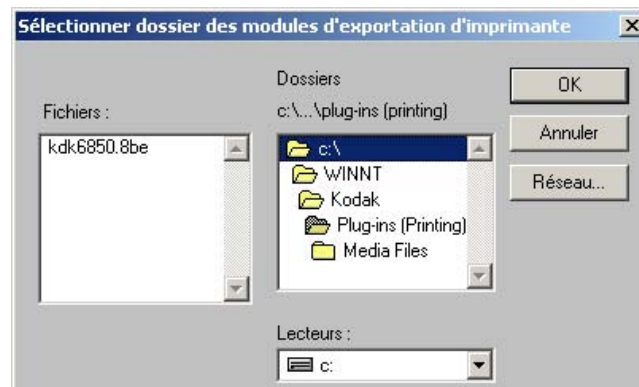 Sélectionner dossier des modules d'exportation d'imprimante
Dossiers
Fichiers :
c:\...\plug-ins (printing)
kdk6850.8be
c:\
WINNT
Kodak
Plug-ins (Printing)
Media Files
OK
Annuler
Réseau...
Lecteurs :
c: